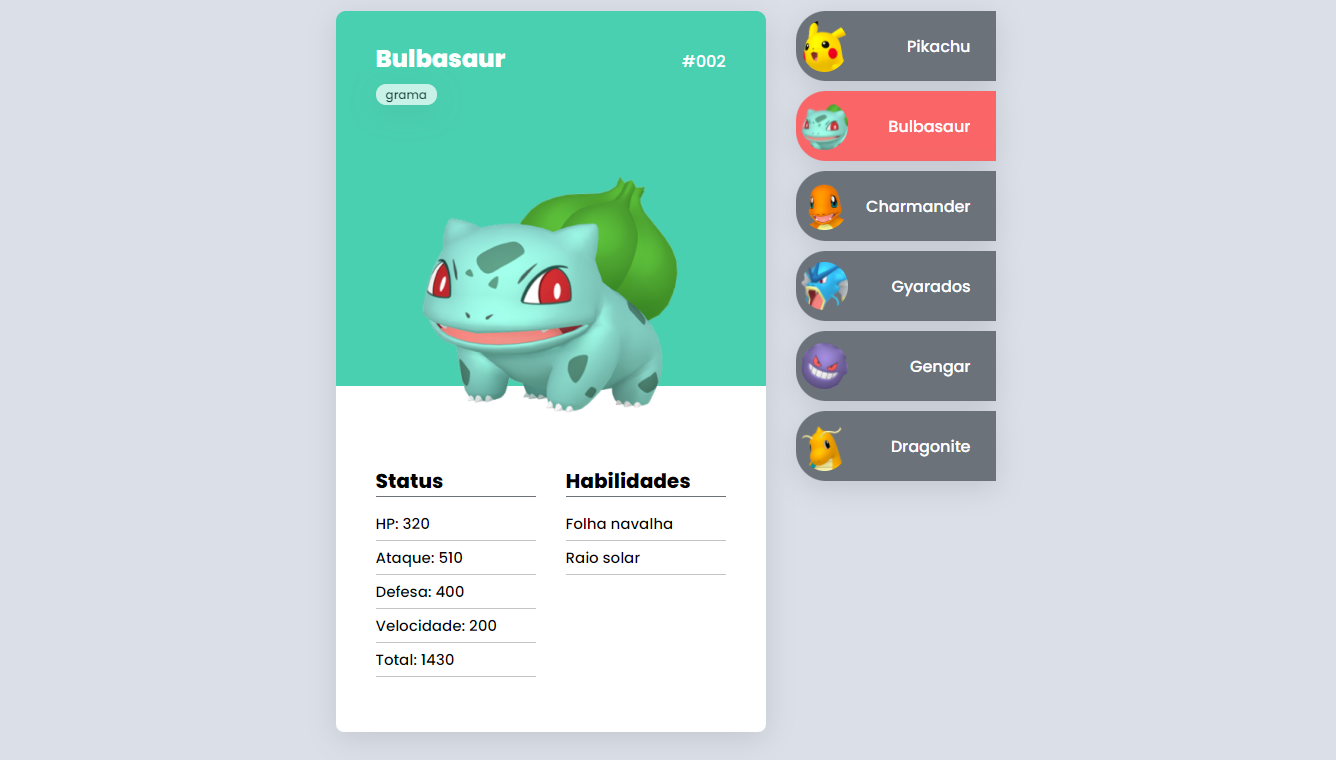 Bulbasaur
#002
grama
Status
HP: 320
Ataque: 510
Defesa: 400
Velocidade: 200
Total: 1430
Habilidades
Folha navalha
Raio solar
Pikachu
Bulbasaur
Charmander
Gyarados
Gengar
Dragonite